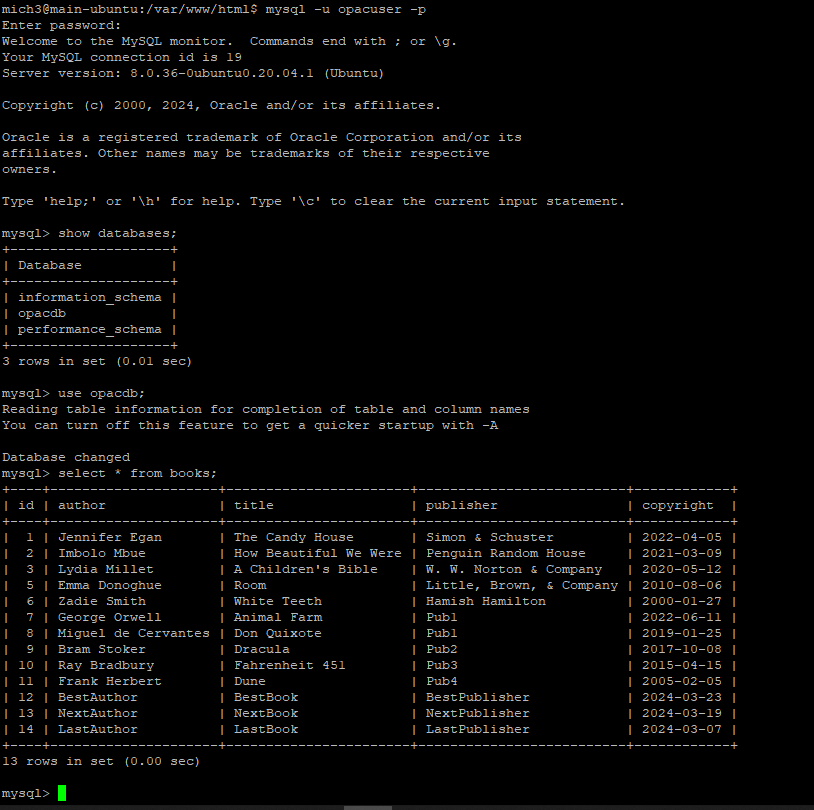 mich3@main-ubuntu:/var/www/html$ mysql -u opacuser -p
Enter password:
Welcome to the MySQL monitor.  Commands end with ; or \g.
Your MySQL connection id is 19
Server version: 8.0.36-0ubuntu0.20.04.1 (Ubuntu)

Copyright (c) 2000, 2024, Oracle and/or its affiliates.

Oracle is a registered trademark of Oracle Corporation and/or its
affiliates. Other names may be trademarks of their respective
owners.

Type 'help;' or '\h' for help. Type '\c' to clear the current input statement.

mysql> show databases;
+--------------------+
| Database           |
+--------------------+
| information_schema |
| opacdb             |
| performance_schema |
+--------------------+
3 rows in set (0.01 sec)

mysql> use opacdb;
Reading table information for completion of table and column names
You can turn off this feature to get a quicker startup with -A

Database changed
mysql> select * from books;
+----+---------------------+-----------------------+--------------------------+------------+
| id | author              | title                 | publisher                | copyright  |
+----+---------------------+-----------------------+--------------------------+------------+
|  1 | Jennifer Egan       | The Candy House       | Simon & Schuster         | 2022-04-05 |
|  2 | Imbolo Mbue         | How Beautiful We Were | Penguin Random House     | 2021-03-09 |
|  3 | Lydia Millet        | A Children's Bible    | W. W. Norton & Company   | 2020-05-12 |
|  5 | Emma Donoghue       | Room                  | Little, Brown, & Company | 2010-08-06 |
|  6 | Zadie Smith         | White Teeth           | Hamish Hamilton          | 2000-01-27 |
|  7 | George Orwell       | Animal Farm           | Pub1                     | 2022-06-11 |
|  8 | Miguel de Cervantes | Don Quixote           | Pub1                     | 2019-01-25 |
|  9 | Bram Stoker         | Dracula               | Pub2                     | 2017-10-08 |
| 10 | Ray Bradbury        | Fahrenheit 451        | Pub3                     | 2015-04-15 |
| 11 | Frank Herbert       | Dune                  | Pub4                     | 2005-02-05 |
| 12 | BestAuthor          | BestBook              | BestPublisher            | 2024-03-23 |
| 13 | NextAuthor          | NextBook              | NextPublisher            | 2024-03-19 |
| 14 | LastAuthor          | LastBook              | LastPublisher            | 2024-03-07 |
+----+---------------------+-----------------------+--------------------------+------------+
13 rows in set (0.00 sec)

mysql>